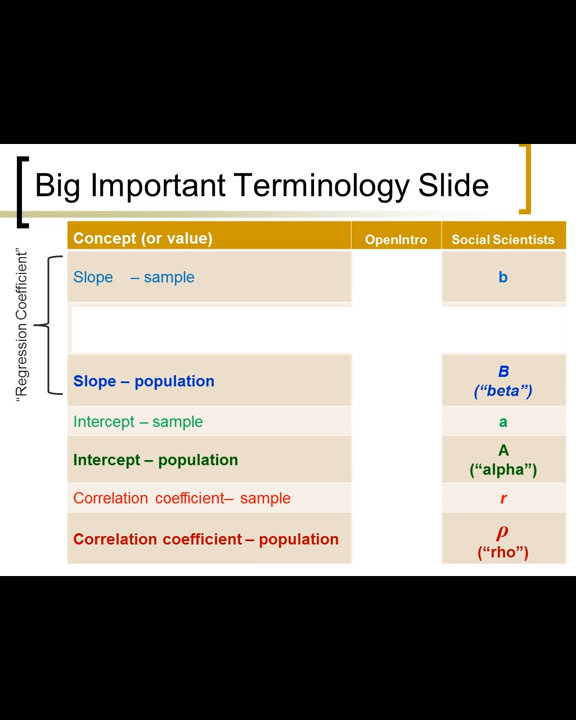 Big Important Terminology Slide
"Regression Coefficient"
Concept (or value) OpenIntro Social Scientists
Slope – sample b
Slope – population B
("beta")
Intercept – sample a
Intercept – population A
("alpha")
Correlation coefficient– sample r
Correlation coefficient – population ρ
("rho")